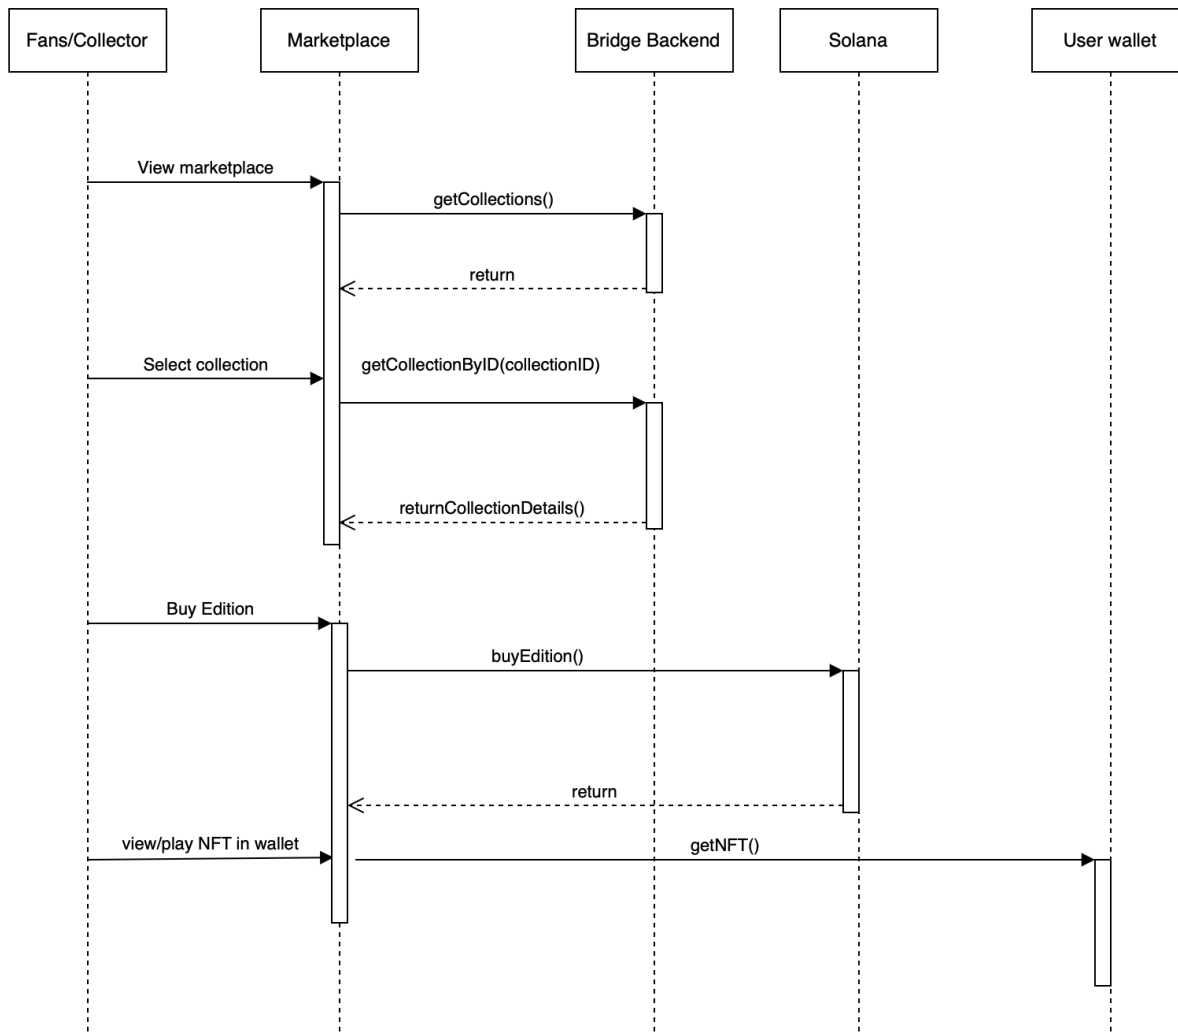 Fans/Collector
Marketplace
Bridge Backend
Solana
User wallet
View marketplace
getCollections()
return
Select collection
getCollectionByID(collectionID)
returnCollectionDetails()
Buy Edition
buyEdition()
return
view/play NFT in wallet
getNFT()